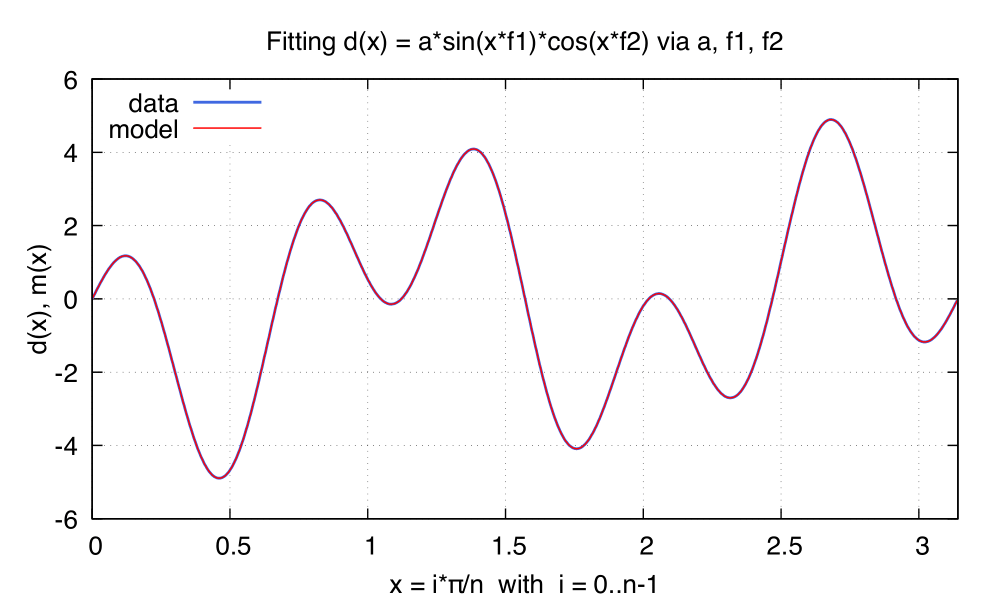 Fitting d(x) = a*sin(x*f1)*cos(x*f2) via a, f1, f2
6
data
model
4
2
0
-2
-4
-6
d(x), m(x)
0 0.5 1 1.5 2 2.5 3
x = i*π/n with i = 0..n-1